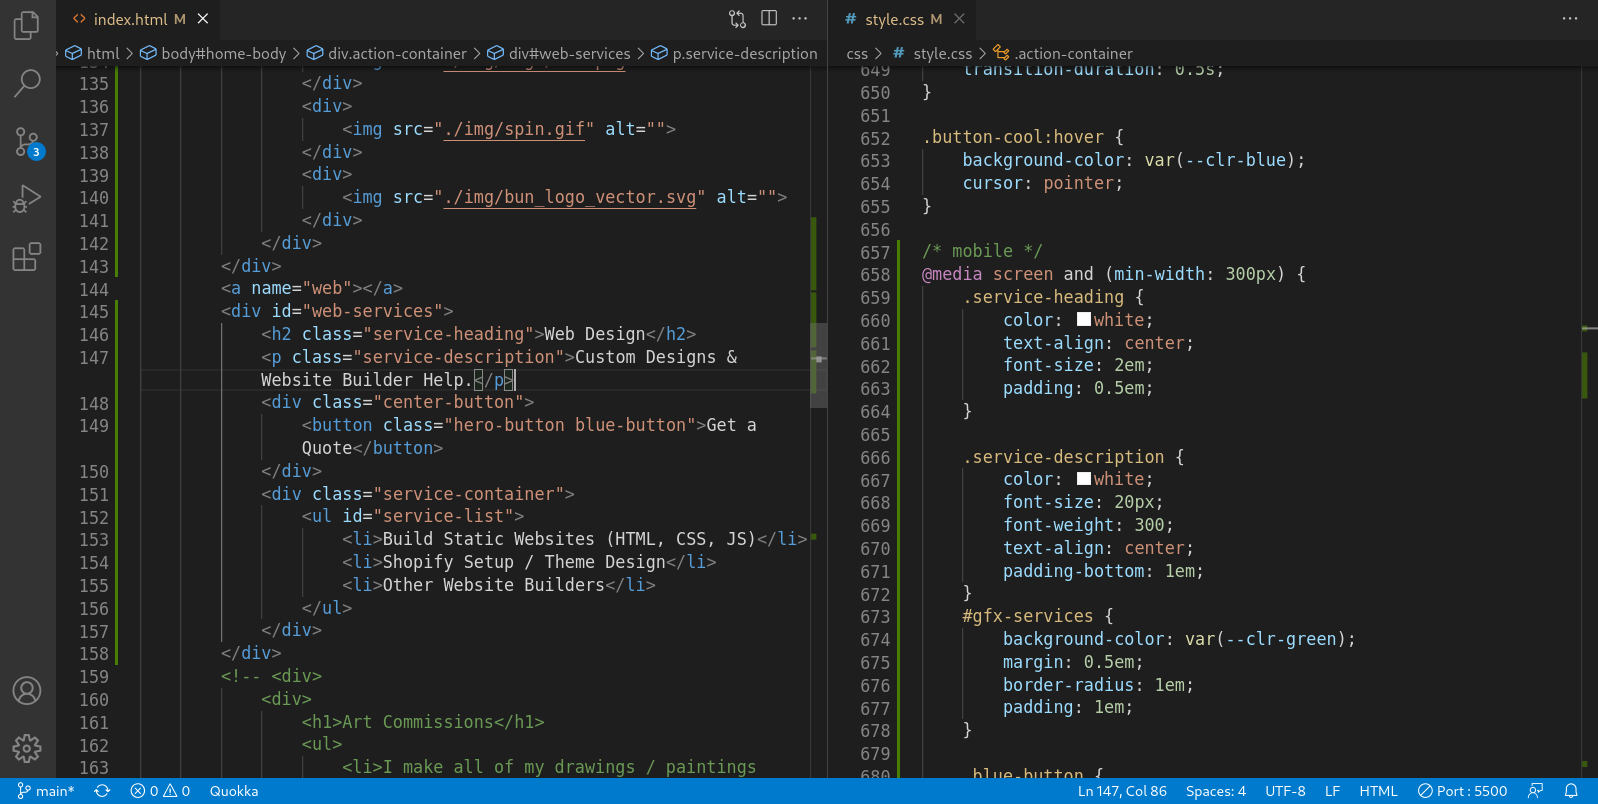 index.html M
html > body#home-body > div.action-container > div#web-services > p.service-description
135 </div>
136 <div>
137 <img src="./img/spin.gif" alt="">
138 </div>
139 <div>
140 <img src="./img/bun_logo_vector.svg" alt="">
141 </div>
142 </div>
143 </div>
144 <a name="web"></a>
145 <div id="web-services">
146 <h2 class="service-heading">Web Design</h2>
147 <p class="service-description">Custom Designs &
Website Builder Help.</p>
148 <div class="center-button">
149 <button class="hero-button blue-button">Get a
Quote</button>
150 </div>
151 <div class="service-container">
152 <ul id="service-list">
153 <li>Build Static Websites (HTML, CSS, JS)</li>
154 <li>Shopify Setup / Theme Design</li>
155 <li>Other Website Builders</li>
156 </ul>
157 </div>
158 </div>
159 <!-- <div>
160 <div>
161 <h1>Art Commissions</h1>
162 <ul>
163 <li>I make all of my drawings / paintings
# style.css M
css > # style.css > .action-container
649 transition-duration: 0.5s;
650 }
651
652 .button-cool:hover {
653 background-color: var(--clr-blue);
654 cursor: pointer;
655 }
656
657 /* mobile */
658 @media screen and (min-width: 300px) {
659 .service-heading {
660 color: white;
661 text-align: center;
662 font-size: 2em;
663 padding: 0.5em;
664 }
665
666 .service-description {
667 color: white;
668 font-size: 20px;
669 font-weight: 300;
670 text-align: center;
671 padding-bottom: 1em;
672 }
673 #gfx-services {
674 background-color: var(--clr-green);
675 margin: 0.5em;
676 border-radius: 1em;
677 padding: 1em;
678 }
679
680 .blue-button {
3
main* 0 0 Quokka Ln 147, Col 86 Spaces: 4 UTF-8 LF HTML Port : 5500